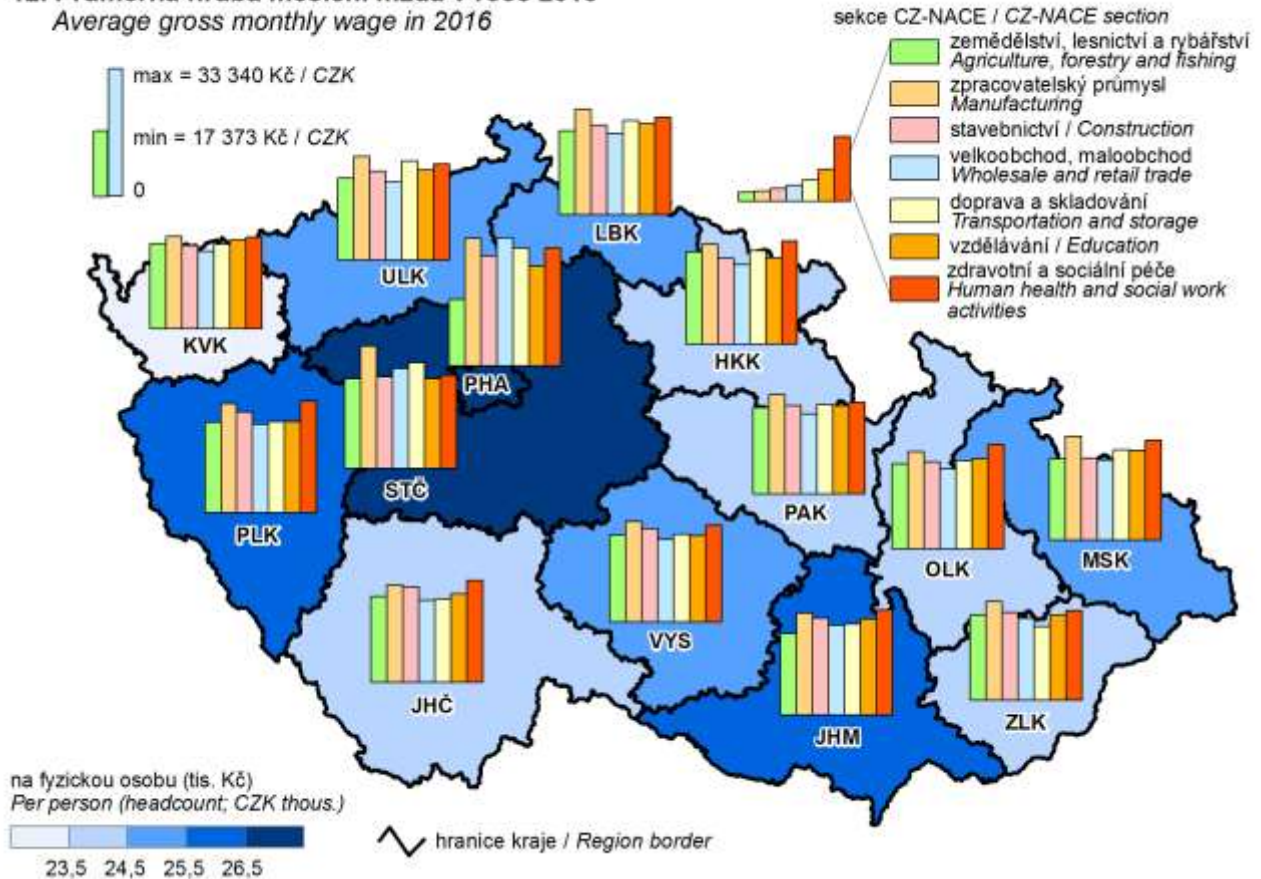 Average gross monthly wage in 2016
sekce CZ-NACE / CZ-NACE section
zemědělství, lesnictví a rybářství
Agriculture, forestry and fishing
zpracovatelský průmysl
Manufacturing
stavebnictví / Construction
velkoobchod, maloobchod
Wholesale and retail trade
doprava a skladování
Transportation and storage
vzdělávání / Education
zdravotní a sociální péče
Human health and social work
activities
max = 33 340 Kč / CZK
min = 17 373 Kč / CZK
0
LBK
ULK
KVK
HKK
PHA
STČ
PAK
PLK
OLK
MSK
VYS
JHČ
ZLK
JHM
na fyzickou osobu (tis. Kč)
Per person (headcount; CZK thous.)
23,5 24,5 25,5 26,5
hranice kraje / Region border